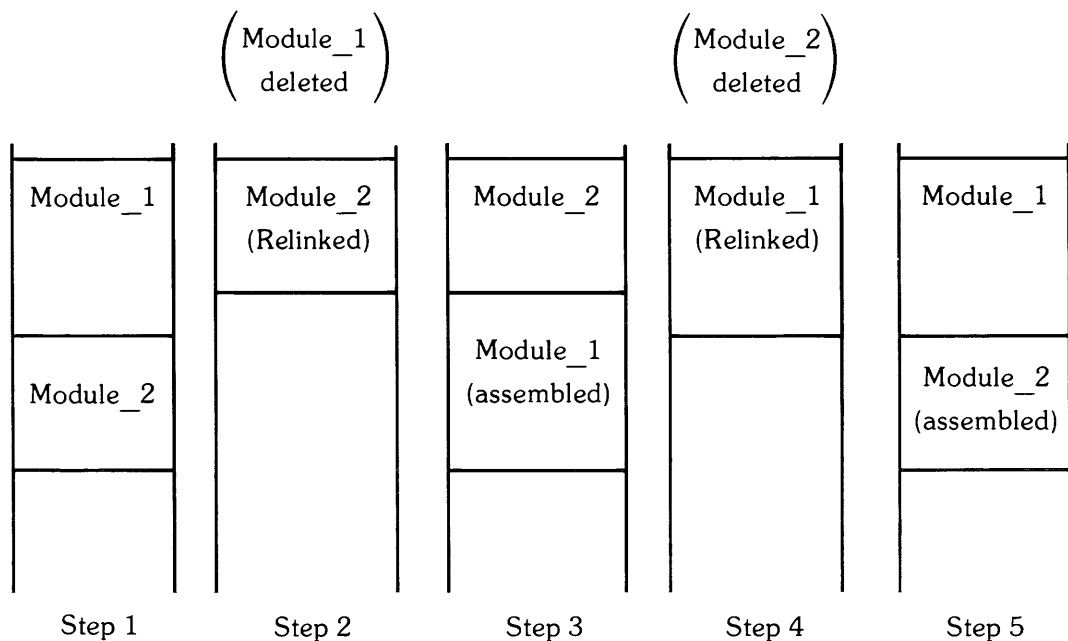 Module_1
deleted
Module_2
deleted
Module_1
Module_2
Module_2
(Relinked)
Module_2
Module_1
(assembled)
Module_1
(Relinked)
Module_1
Module_2
(assembled)
Step 1
Step 2
Step 3
Step 4
Step 5